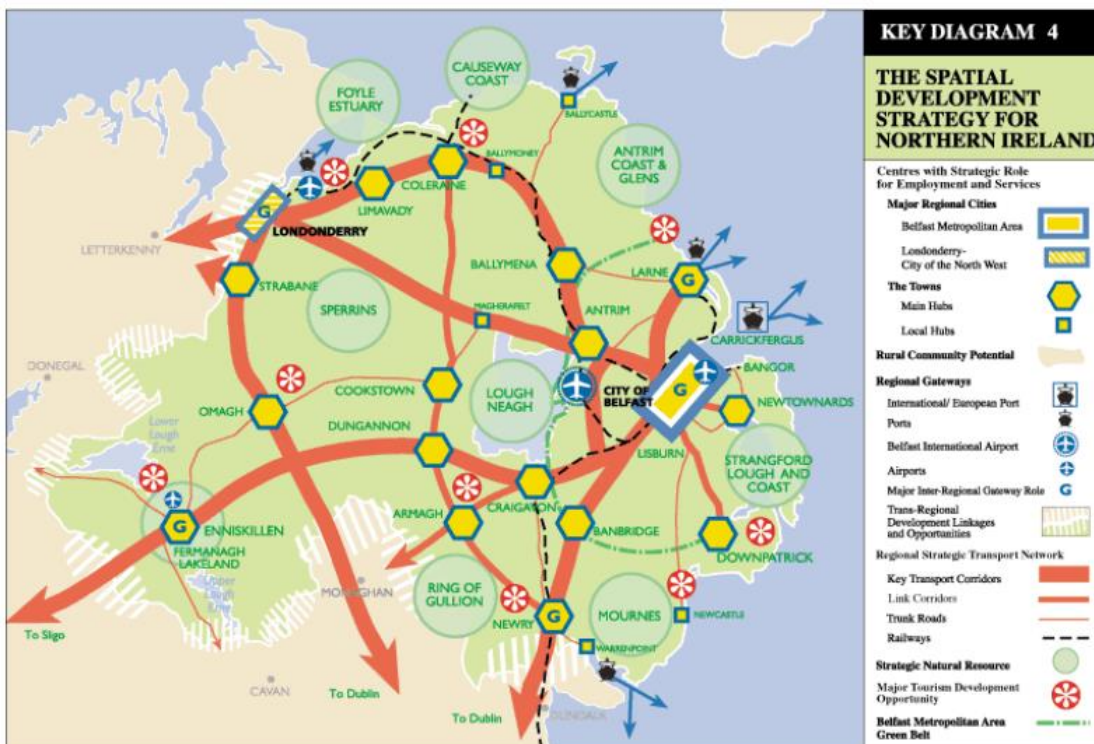 CAUSEWAY
COAST
FOYLE
ESTUARY
BALLYCASTLE
BALLYMONEY
ANTRIM
COAST &
GLENS
COLERAINE
LIMAVADY
G
LONDONDERRY
LETTERKENNY
BALLYMENA
LARNE
G
STRABANE
SPERRINS
MAGHERAFELT
ANTRIM
CARRICKFERGUS
DONEGAL
COOKSTOWN
LOUGH
NEAGH
CITY OF
BELFAST
G
BANGOR
NEWTOWNARDS
OMAGH
Lower
Lough
Erne
DUNGANNON
LISBURN
STRANGFORD
LOUGH AND
COAST
CRAIGAVON
ARMAGH
BANBRIDGE
G
ENNISKILLEN
FERMANAGH
LAKELAND
DOWNPATRICK
Upper
Lough
Erne
MONAGHAN
RING OF
GULLION
NEWRY
G
MOURNES
NEWCASTLE
WARRENPOINT
To Sligo
CAVAN
To Dublin
To Dublin
DUNDALK
KEY DIAGRAM 4
THE SPATIAL
DEVELOPMENT
STRATEGY FOR
NORTHERN IRELAND
Centres with Strategic Role
for Employment and Services
Major Regional Cities
Belfast Metropolitan Area
Londonderry-
City of the North West
The Towns
Main Hubs
Local Hubs
Rural Community Potential
Regional Gateways
International/ European Port
Ports
Belfast International Airport
Airports
Major Inter-Regional Gateway Role
G
Trans-Regional
Development Linkages
and Opportunities
Regional Strategic Transport Network
Key Transport Corridors
Link Corridors
Trunk Roads
Railways
Strategic Natural Resource
Major Tourism Development
Opportunity
Belfast Metropolitan Area
Green Belt